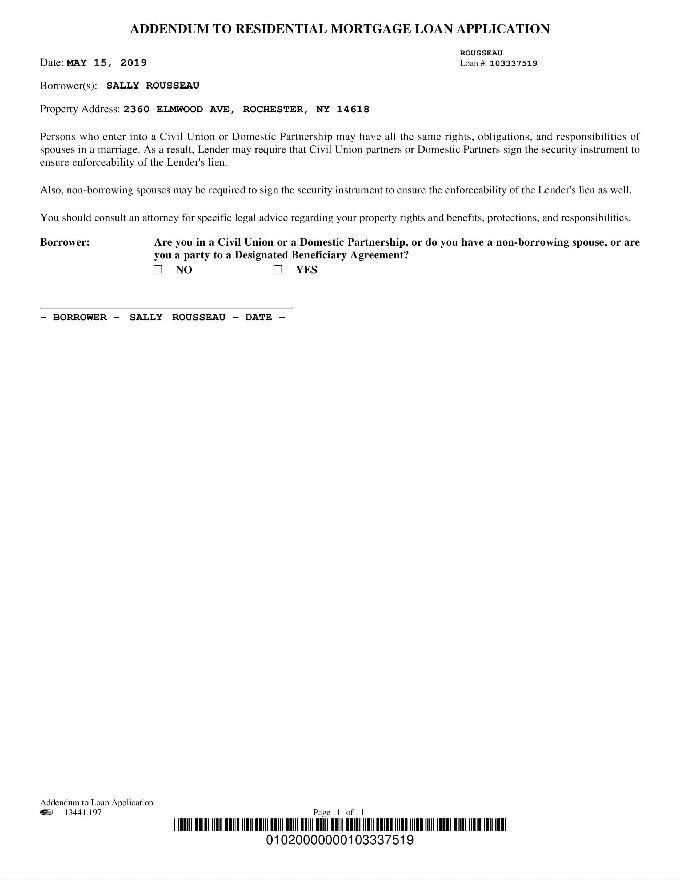 ADDENDUM TO RESIDENTIAL MORTGAGE LOAN APPLICATION
ROUSSEAU
Date: MAY 15, 2019
Loan #: 103337519
Borrower(s): SALLY ROUSSEAU
Property Address: 2360 ELMWOOD AVE, ROCHESTER, NY 14618
Persons who enter into a Civil Union or Domestic Partnership may have all the same rights, obligations, and responsibilities of
spouses in a marriage. As a result, Lender may require that Civil Union partners or Domestic Partners sign the security instrument to
ensure enforceability of the Lender's lien.
Also, non-borrowing spouses may be required to sign the security instrument to ensure the enforceability of the Lender's lien as well.
You should consult an attorney for specific legal advice regarding your property rights and benefits, protections, and responsibilities.
Borrower: Are you in a Civil Union or a Domestic Partnership, or do you have a non-borrowing spouse, or are
you a party to a Designated Beneficiary Agreement?
☐ NO ☐ YES
- BORROWER - SALLY ROUSSEAU - DATE -
Addendum to Loan Application
13441.197 Page 1 of 1
01020000000103337519